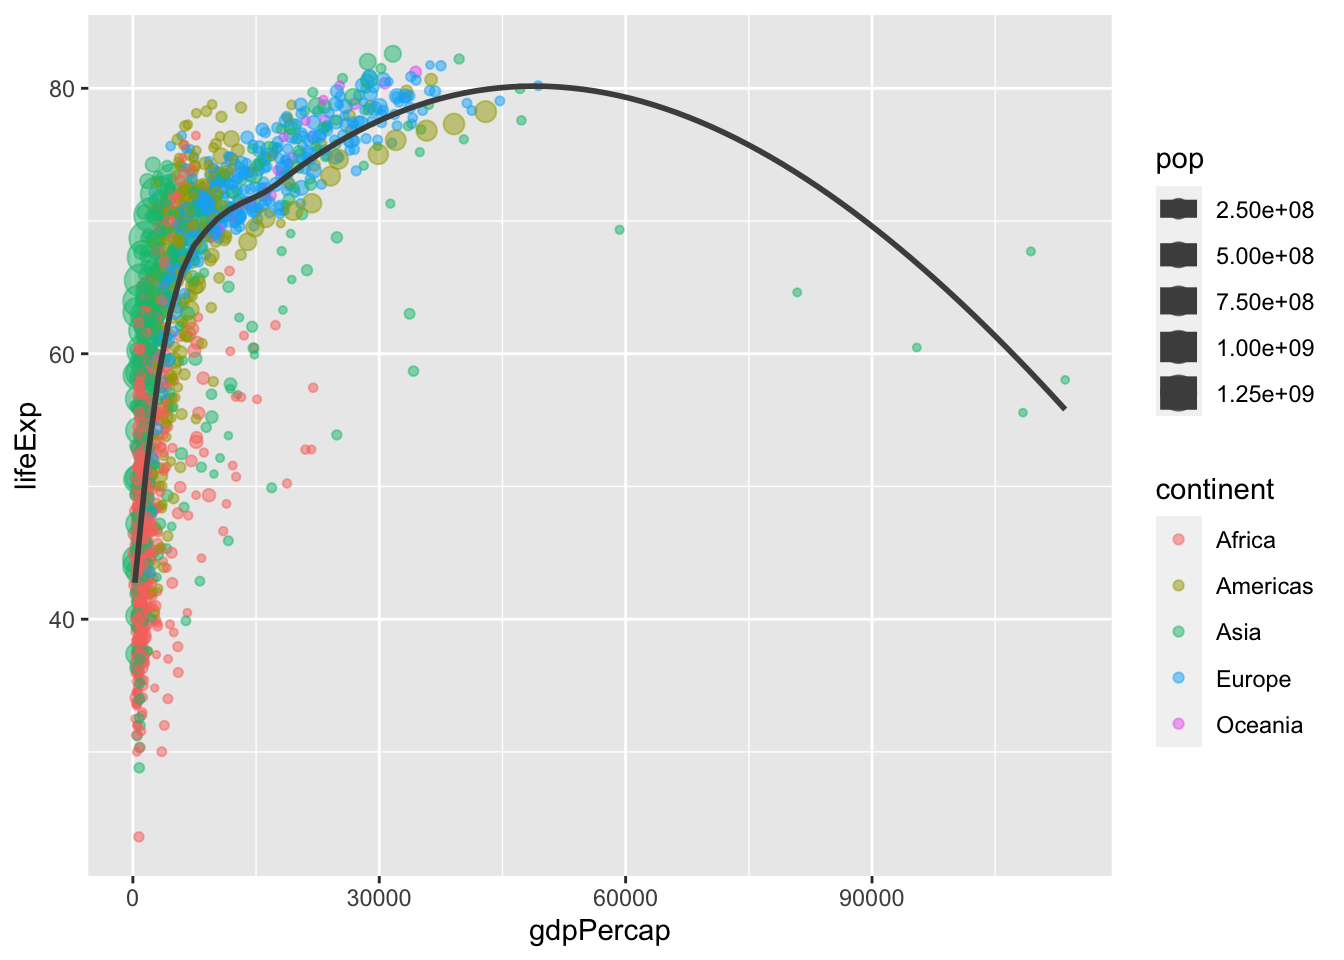 80
60
40
lifeExp
0
30000
60000
90000
gdpPercap
pop
2.50e+08
5.00e+08
7.50e+08
1.00e+09
1.25e+09
continent
Africa
Americas
Asia
Europe
Oceania